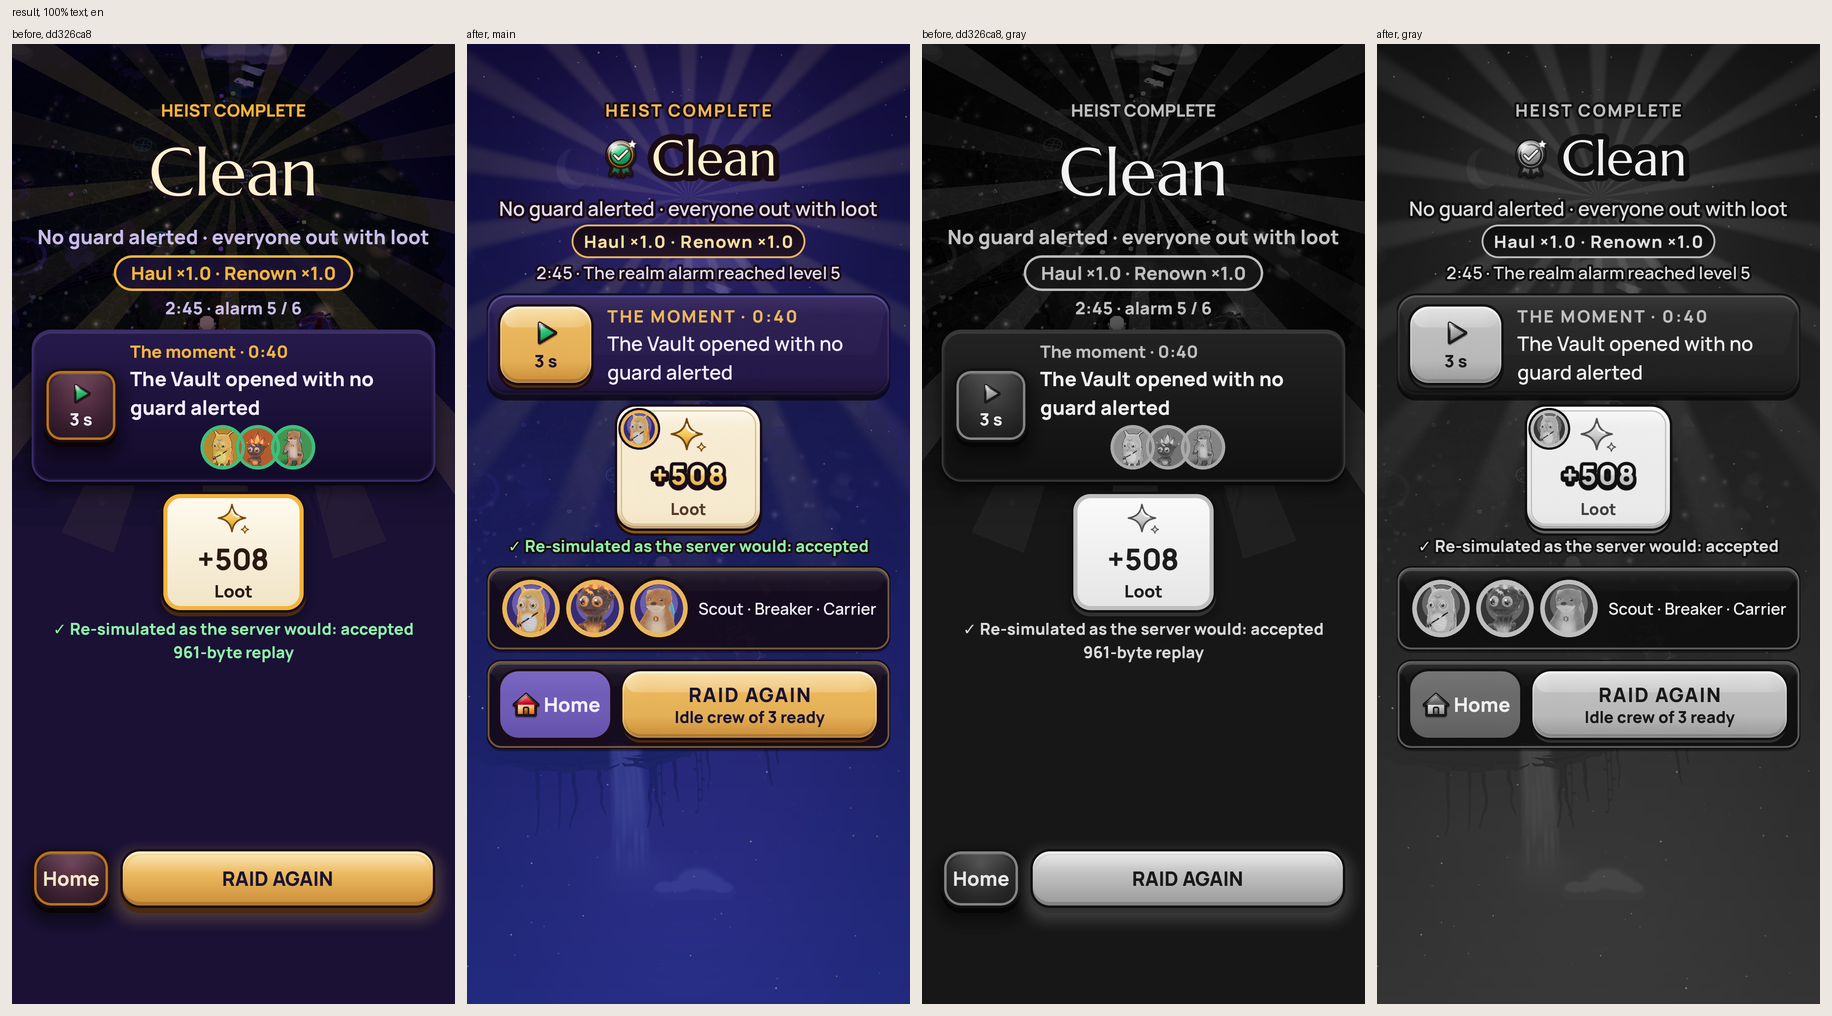 result, 100% text, en
before, dd326ca8
HEIST COMPLETE
Clean
No guard alerted · everyone out with loot
Haul ×1.0 · Renown ×1.0
2:45 · alarm 5 / 6
The moment · 0:40
The Vault opened with no
guard alerted
3 s
+508
Loot
✓ Re-simulated as the server would: accepted
961-byte replay
Home
RAID AGAIN
after, main
HEIST COMPLETE
Clean
No guard alerted · everyone out with loot
Haul ×1.0 · Renown ×1.0
2:45 · The realm alarm reached level 5
THE MOMENT · 0:40
The Vault opened with no
guard alerted
3 s
+508
Loot
✓ Re-simulated as the server would: accepted
Scout · Breaker · Carrier
Home
RAID AGAIN
Idle crew of 3 ready
before, dd326ca8, gray
HEIST COMPLETE
Clean
No guard alerted · everyone out with loot
Haul ×1.0 · Renown ×1.0
2:45 · alarm 5 / 6
The moment · 0:40
The Vault opened with no
guard alerted
3 s
+508
Loot
✓ Re-simulated as the server would: accepted
961-byte replay
Home
RAID AGAIN
after, gray
HEIST COMPLETE
Clean
No guard alerted · everyone out with loot
Haul ×1.0 · Renown ×1.0
2:45 · The realm alarm reached level 5
THE MOMENT · 0:40
The Vault opened with no
guard alerted
3 s
+508
Loot
✓ Re-simulated as the server would: accepted
Scout · Breaker · Carrier
Home
RAID AGAIN
Idle crew of 3 ready